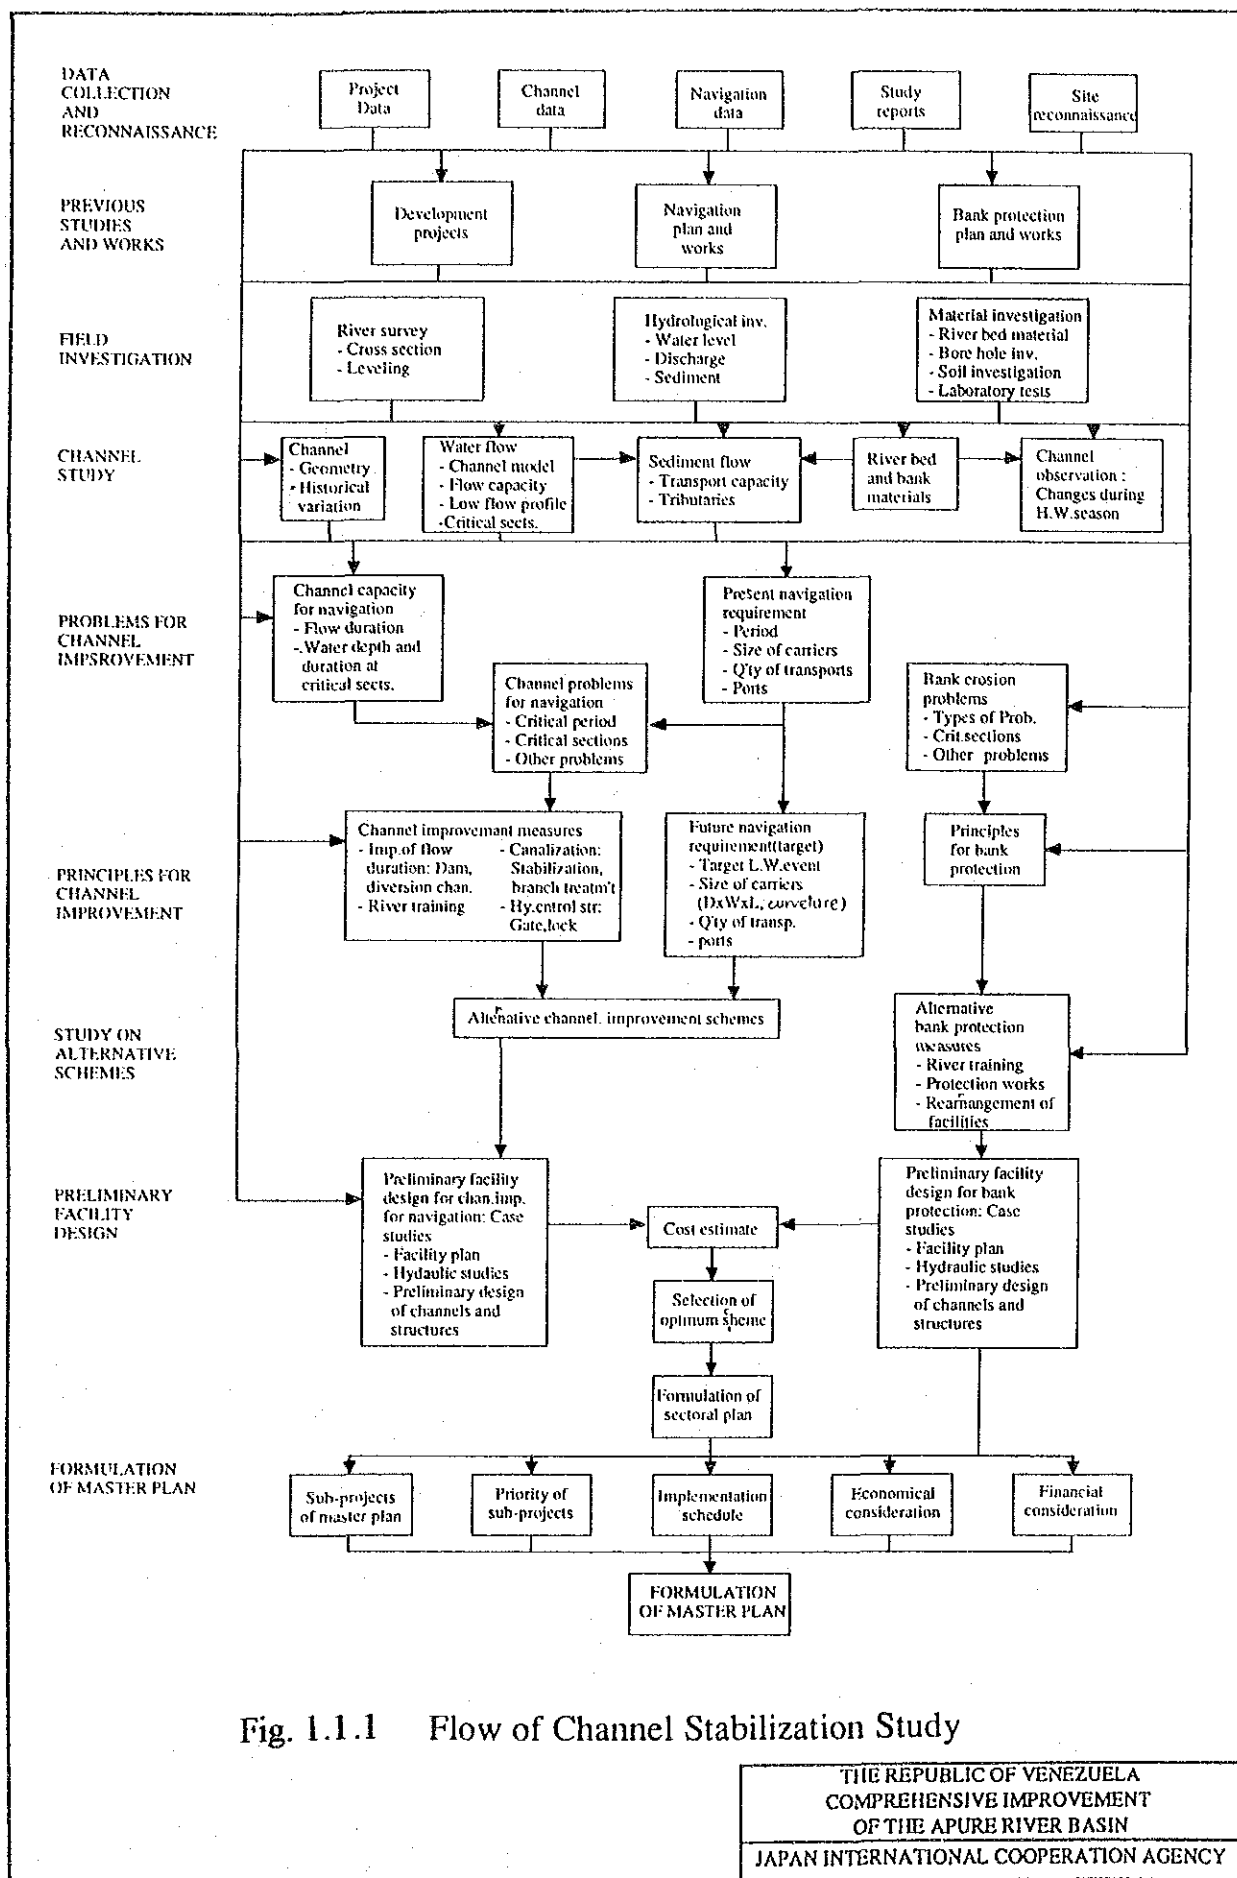 DATA
COLLECTION
AND
RECONNAISSANCE
Project
Data
Channel
data
Navigation
data
Study
reports
Site
reconnaissance
PREVIOUS
STUDIES
AND WORKS
Development
projects
Navigation
plan and
works
Bank protection
plan and works
FIELD
INVESTIGATION
River survey
- Cross section
- Leveling
Hydrological inv.
- Water level
- Discharge
- Sediment
Material investigation
- River bed material
- Bore hole inv.
- Soil investigation
- Laboratory tests
CHANNEL
STUDY
Channel
- Geometry
- Historical
variation
Water flow
- Channel model
- Flow capacity
- Low flow profile
- Critical sects.
Sediment flow
- Transport capacity
- Tributaries
River bed
and bank
materials
Channel
observation :
Changes during
H.W.season
PROBLEMS FOR
CHANNEL
IMPSROVEMENT
Channel capacity
for navigation
- Flow duration
- Water depth and
duration at
critical sects.
Channel problems
for navigation
- Critical period
- Critical sections
- Other problems
Present navigation
requirement
- Period
- Size of carriers
- Q'ty of transports
- Ports
Bank erosion
problems
- Types of Prob.
- Crit.sections
- Other problems
PRINCIPLES FOR
CHANNEL
IMPROVEMENT
Channel improvemant measures
- Imp.of flow
duration: Dam,
diversion chan.
- River training
- Canalization:
Stabilization,
branch treatm't
- Hy.cntrol str:
Gate,lock
Future navigation
requirement(target)
- Target L.W.event
- Size of carriers
(DxWxL, curveture)
- Q'ty of transp.
- ports
Principles
for bank
protection
STUDY ON
ALTERNATIVE
SCHEMES
Alternative channel. improvement schemes
Alternative
bank protection
measures
- River training
- Protection works
- Rearrangement of
facilities
PRELIMINARY
FACILITY
DESIGN
Preliminary facility
design for chan.imp.
for navigation: Case
studies
- Facility plan
- Hydaulic studies
- Preliminary design
of channels and
structures
Cost estimate
Selection of
optimum sheme
Formulation of
sectoral plan
Preliminary facility
design for bank
protection: Case
studies
- Facility plan
- Hydraulic studies
- Preliminary design
of channels and
structures
FORMULATION
OF MASTER PLAN
Sub-projects
of master plan
Priority of
sub-projects
Implementation
schedule
Economical
consideration
Financial
consideration
FORMULATION
OF MASTER PLAN
Fig. 1.1.1 Flow of Channel Stabilization Study
THE REPUBLIC OF VENEZUELA
COMPREHENSIVE IMPROVEMENT
OF THE APURE RIVER BASIN
JAPAN INTERNATIONAL COOPERATION AGENCY